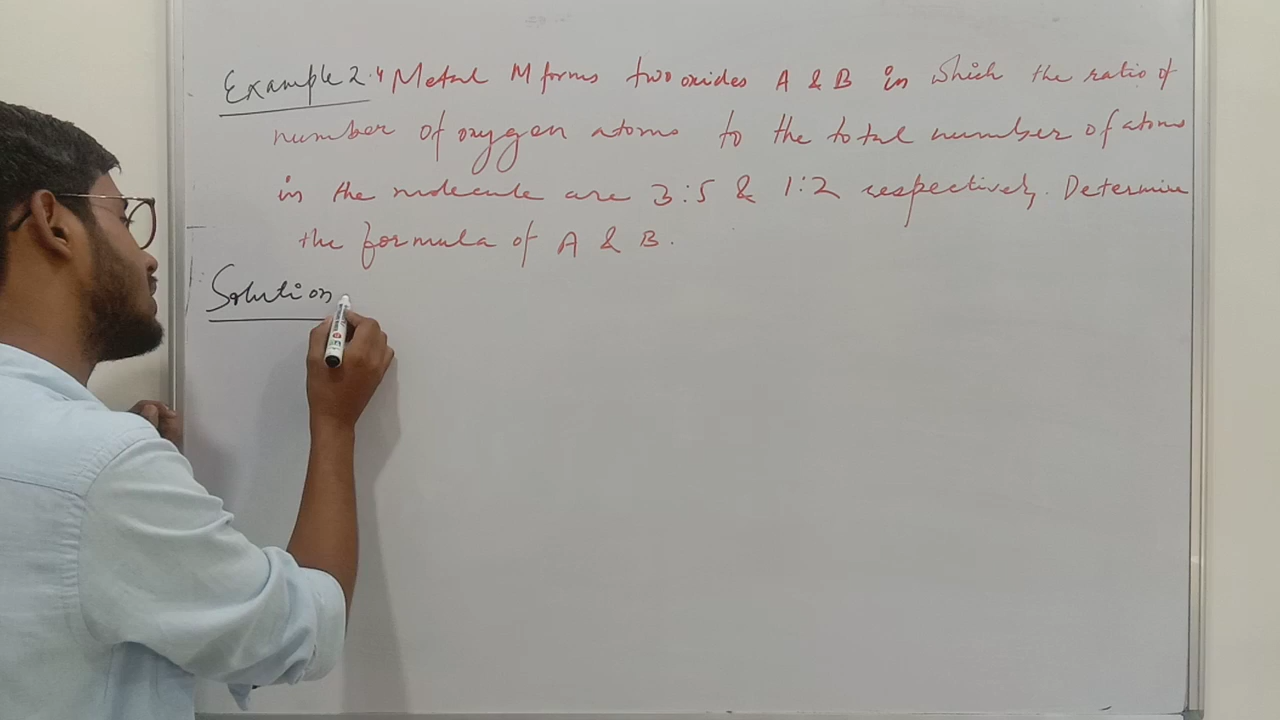 Example 2.4 Metal M forms two oxides A & B in which the ratio of
number of oxygen atoms to the total number of atoms
in the molecule are 3:5 & 1:2 respectively. Determine
the formula of A & B.
Solution